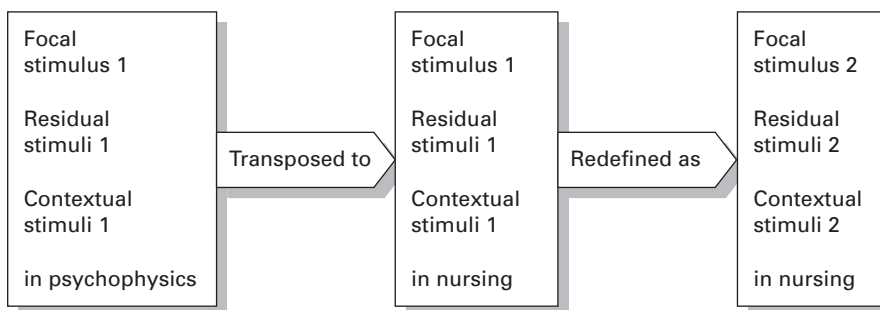 Focal
stimulus 1
Residual
stimuli 1
Contextual
stimuli 1
in psychophysics
Transposed to
Focal
stimulus 1
Residual
stimuli 1
Contextual
stimuli 1
in nursing
Redefined as
Focal
stimulus 2
Residual
stimuli 2
Contextual
stimuli 2
in nursing